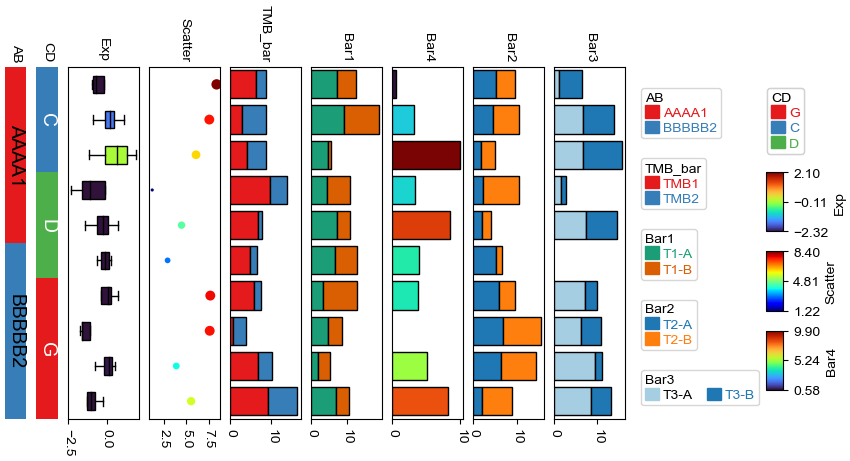 AB
CD
Exp
Scatter
TMB_bar
Bar1
Bar4
Bar2
Bar3
AAAA1
BBBBB2
C
D
G
−2.5
0.0
2.5
5.0
7.5
0
10
0
10
0
10
0
10
0
10
AB
AAAA1
BBBBB2
TMB_bar
TMB1
TMB2
Bar1
T1-A
T1-B
Bar2
T2-A
T2-B
Bar3
T3-A T3-B
CD
G
C
D
2.10
−0.11
−2.32
Exp
8.40
4.81
1.22
Scatter
9.90
5.24
0.58
Bar4